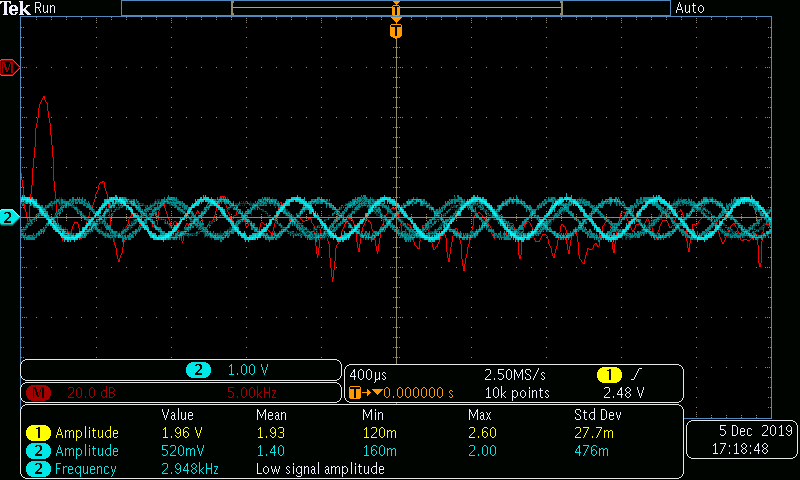 Tek Run Auto
T
T
M
2
2 1.00 V
M 20.0 dB 5.00kHz
400µs 2.50MS/s 1
T 0.000000 s 10k points 2.48 V
Value Mean Min Max Std Dev
1 Amplitude 1.96 V 1.93 120m 2.60 27.7m
2 Amplitude 520mV 1.40 160m 2.00 476m
2 Frequency 2.948kHz Low signal amplitude
5 Dec 2019
17:18:48